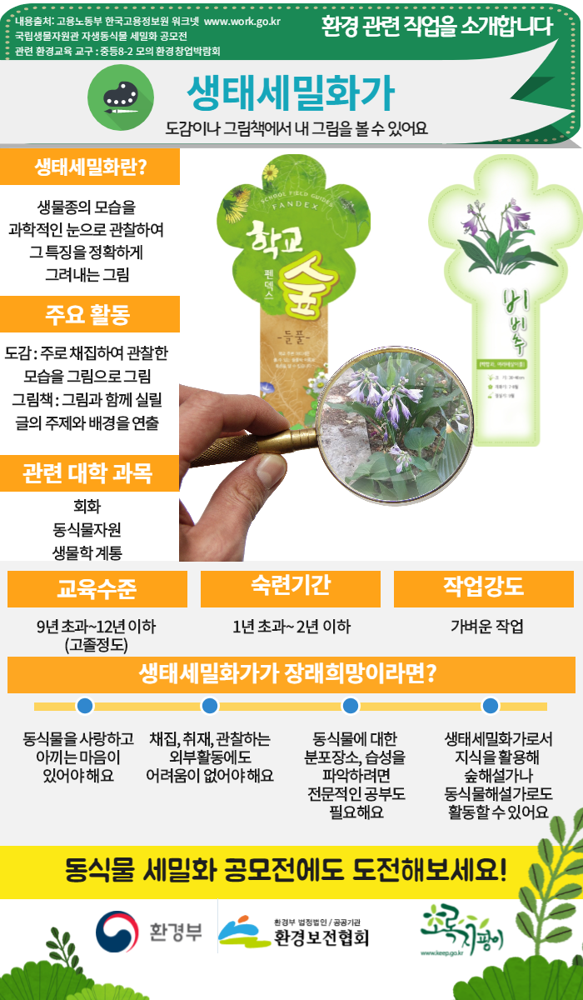 내용출처: 고용노동부 한국고용정보원 워크넷 www.work.go.kr
국립생물자원관 자생동식물 세밀화 공모전
관련 환경교육 교구 : 중등8-2 모의 환경 창업박람회
환경 관련 직업을 소개합니다
생태세밀화가
도감이나 그림책에서 내 그림을 볼 수 있어요
생태세밀화란?
생물종의 모습을
과학적인 눈으로 관찰하여
그 특징을 정확하게
그려내는 그림
주요 활동
도감 : 주로 채집하여 관찰한
모습을 그림으로 그림
그림책 : 그림과 함께 실릴
글의 주제와 배경을 연출
관련 대학 과목
회화
동식물자원
생물학 계통
SCHOOL FIELD GUIDES
FANDEX
학교
숲
펜덱스
-들풀-
비비추
교육수준
숙련기간
작업강도
9년 초과~12년 이하
(고졸정도)
1년 초과~ 2년 이하
가벼운 작업
생태세밀화가가 장래희망이라면?
동식물을 사랑하고
아끼는 마음이
있어야 해요
채집, 취재, 관찰하는
외부활동에도
어려움이 없어야 해요
동식물에 대한
분포장소, 습성을
파악하려면
전문적인 공부도
필요해요
생태세밀화가로서
지식을 활용해
숲해설가나
동식물해설가로도
활동할 수 있어요
동식물 세밀화 공모전에도 도전해보세요!
환경부
환경부 법정법인 / 공공기관
환경보전협회
초록지팡이
www.keep.go.kr